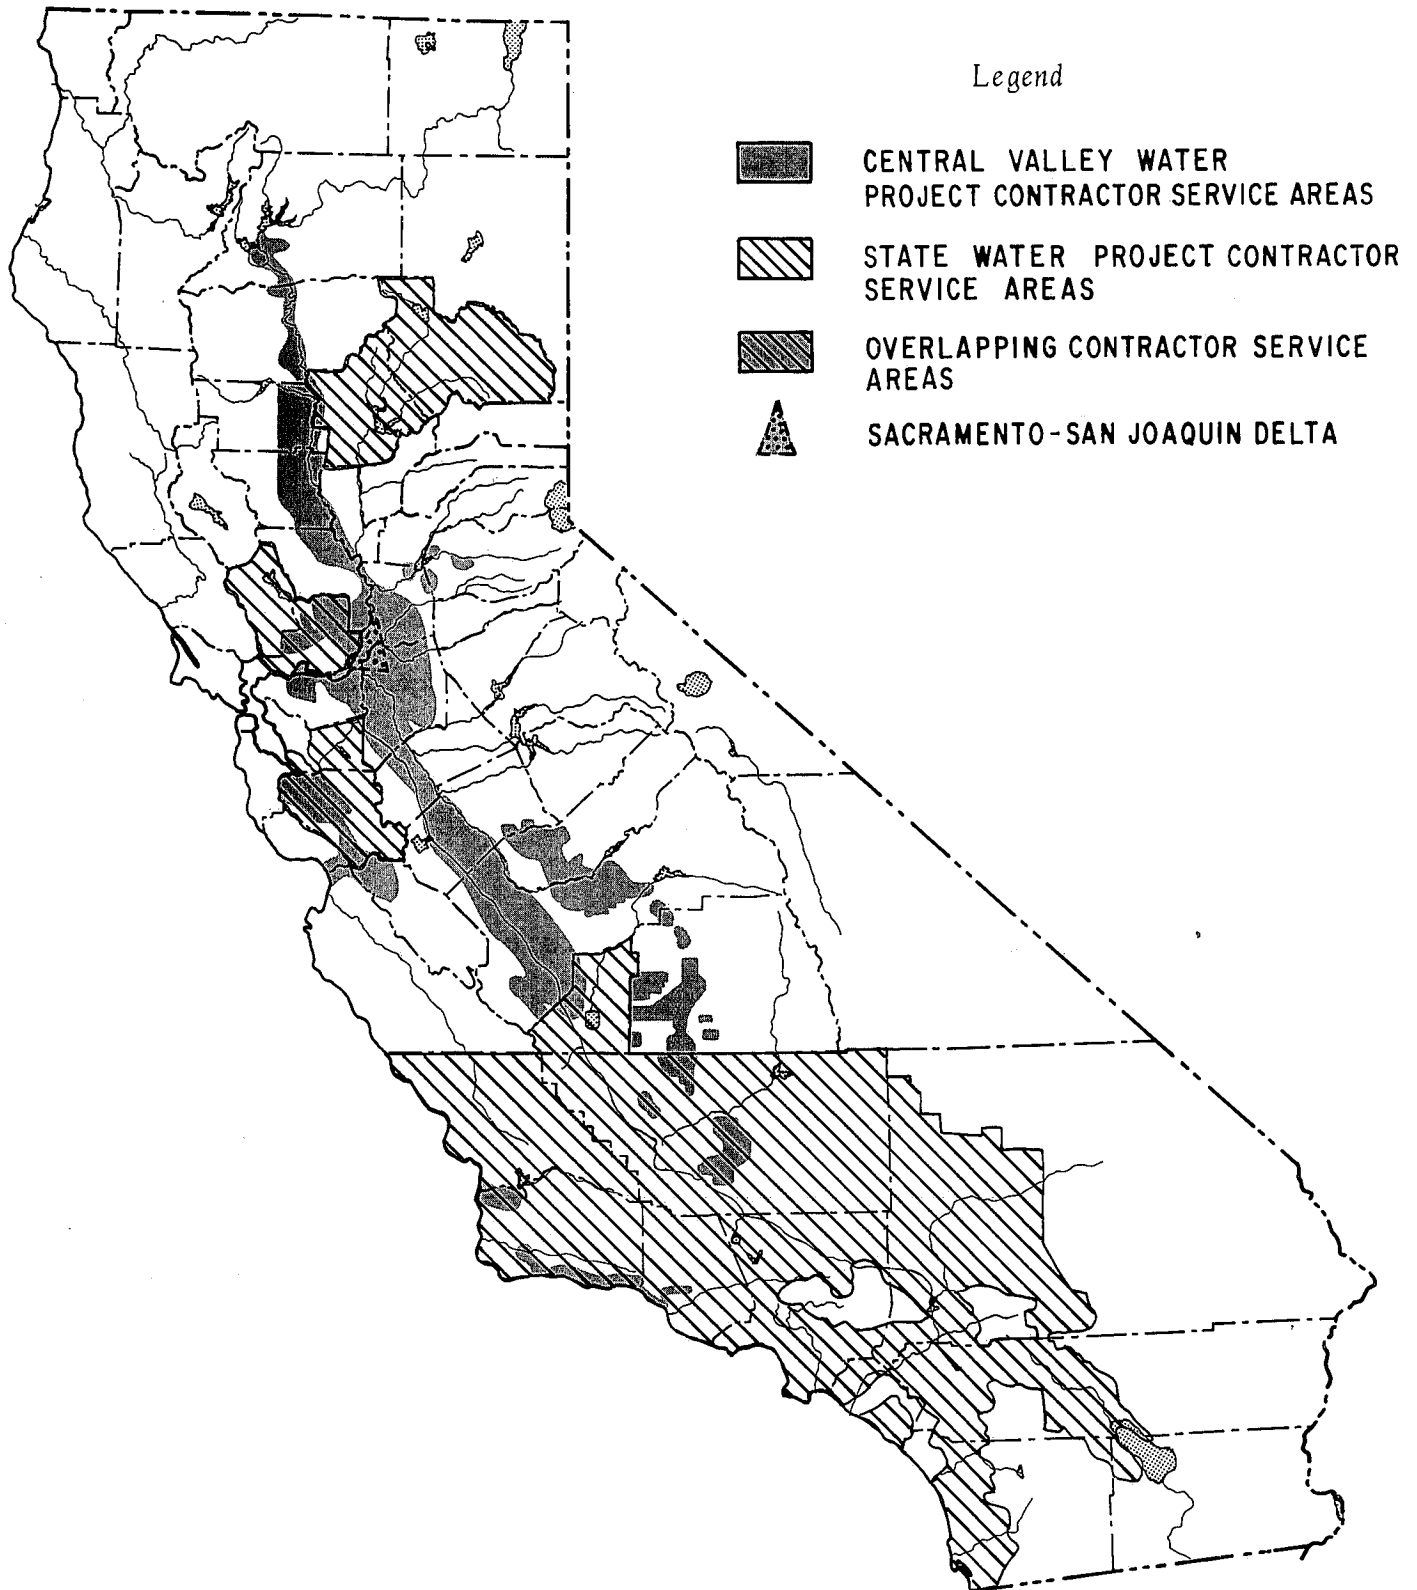 Legend
CENTRAL VALLEY WATER
PROJECT CONTRACTOR SERVICE AREAS
STATE WATER PROJECT CONTRACTOR
SERVICE AREAS
OVERLAPPING CONTRACTOR SERVICE
AREAS
SACRAMENTO-SAN JOAQUIN DELTA